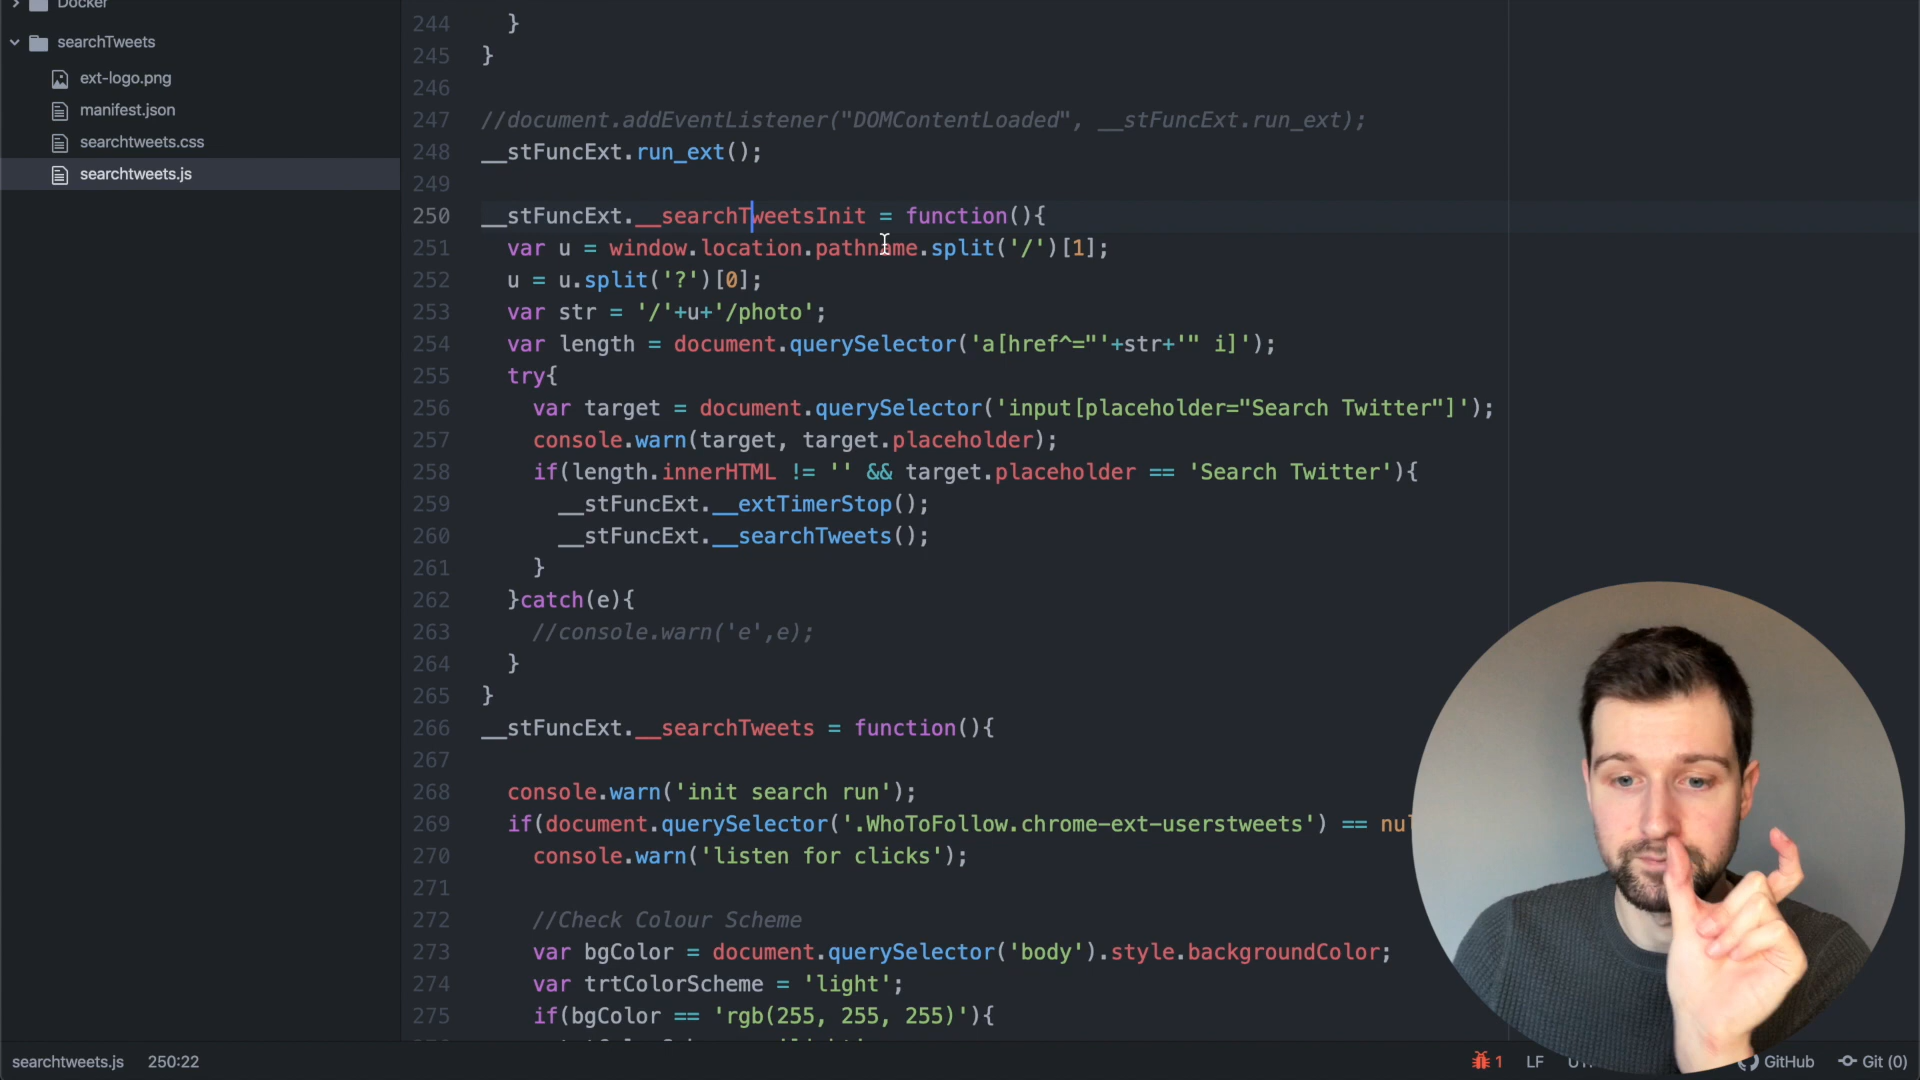 Docker
searchTweets
ext-logo.png
manifest.json
searchtweets.css
searchtweets.js
244 }
245 }
246
247 //document.addEventListener("DOMContentLoaded", __stFuncExt.run_ext);
248 __stFuncExt.run_ext();
249
250 __stFuncExt.__searchTweetsInit = function(){
251 var u = window.location.pathname.split('/')[1];
252 u = u.split('?')[0];
253 var str = '/'+u+'/photo';
254 var length = document.querySelector('a[href^="'+str+'" i]');
255 try{
256 var target = document.querySelector('input[placeholder="Search Twitter"]');
257 console.warn(target, target.placeholder);
258 if(length.innerHTML != '' && target.placeholder == 'Search Twitter'){
259 __stFuncExt.__extTimerStop();
260 __stFuncExt.__searchTweets();
261 }
262 }catch(e){
263 //console.warn('e',e);
264 }
265 }
266 __stFuncExt.__searchTweets = function(){
267
268 console.warn('init search run');
269 if(document.querySelector('.WhoToFollow.chrome-ext-userstweets') == nu
270 console.warn('listen for clicks');
271
272 //Check Colour Scheme
273 var bgColor = document.querySelector('body').style.backgroundColor;
274 var trtColorScheme = 'light';
275 if(bgColor == 'rgb(255, 255, 255)'){
searchtweets.js 250:22 1 LF GitHub Git (0)